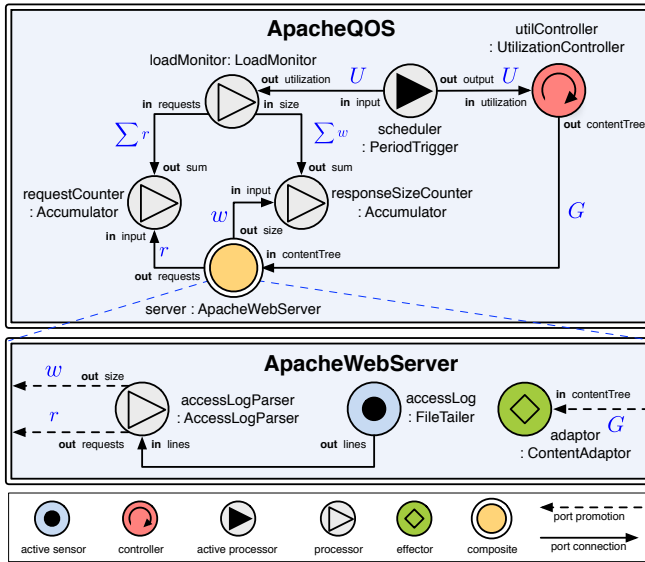 ApacheQOS
utilController
: UtilizationController
loadMonitor: LoadMonitor
out utilization
U
out output
U
in requests
in size
in input
in utilization
∑ r
∑ w
scheduler
: PeriodTrigger
out contentTree
out sum
out sum
requestCounter
: Accumulator
in input
responseSizeCounter
: Accumulator
w
out size
G
in input
r
in contentTree
out requests
server : ApacheWebServer
ApacheWebServer
w
out size
accessLogParser
: AccessLogParser
accessLog
: FileTailer
in contentTree
r
G
out requests
in lines
out lines
adaptor
: ContentAdaptor
active sensor
controller
active processor
processor
effector
composite
port promotion
port connection